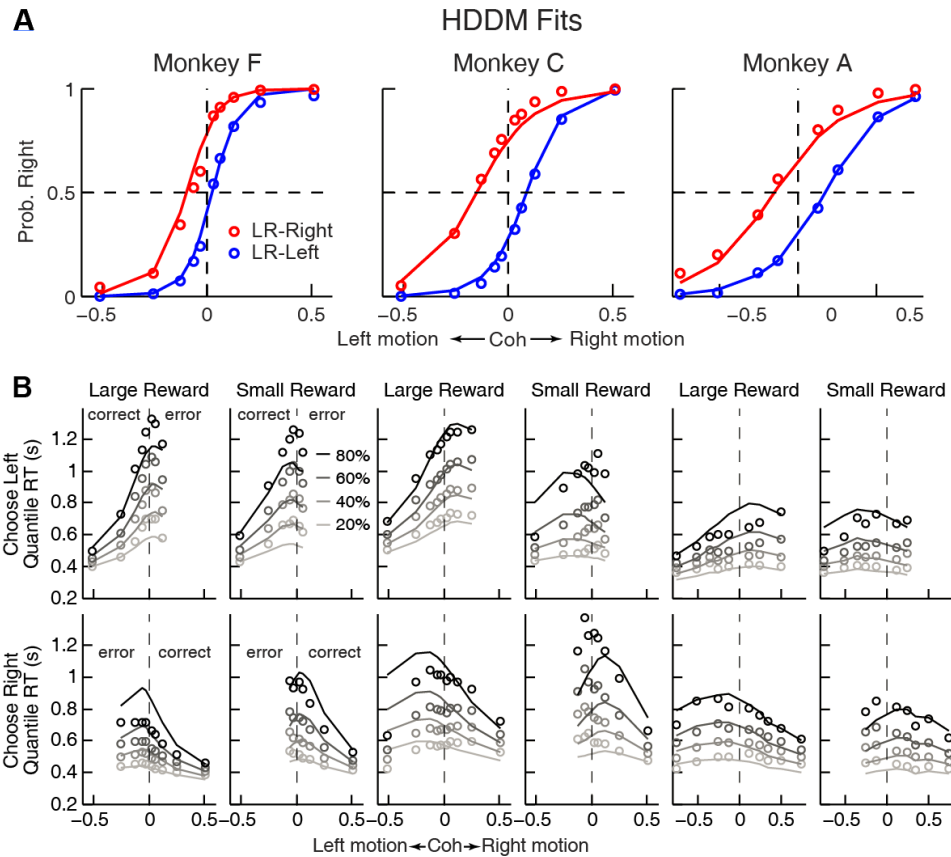 A
HDDM Fits
Monkey F
Monkey C
Monkey A
Prob. Right
1
0.5
0
LR-Right
LR-Left
−0.5 0 0.5
−0.5 0 0.5
−0.5 0 0.5
Left motion ← Coh → Right motion
B
Large Reward Small Reward Large Reward Small Reward Large Reward Small Reward
correct error correct error
Choose Left
Quantile RT (s)
1.2
1
0.8
0.6
0.4
0.2
80%
60%
40%
20%
Choose Right
Quantile RT (s)
error correct error correct
1.2
1
0.8
0.6
0.4
0.2
−0.5 0 0.5 −0.5 0 0.5 −0.5 0 0.5 −0.5 0 0.5 −0.5 0 0.5 −0.5 0 0.5
Left motion ← Coh → Right motion